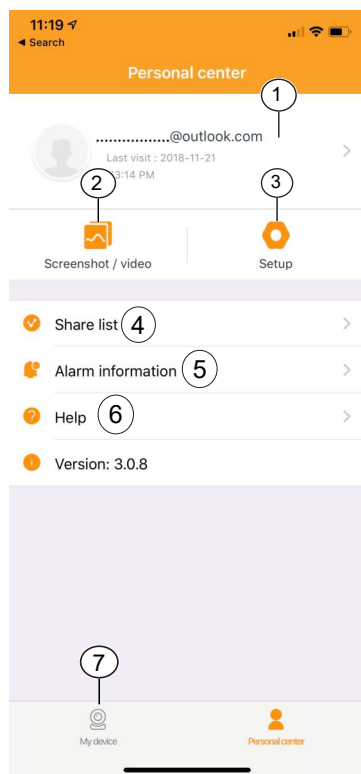 11:19
◄ Search
Personal center
1
................@outlook.com
Last visit : 2018-11-21
3:14 PM
2
3
Screenshot / video
Setup
Share list 4
Alarm information 5
Help 6
Version: 3.0.8
7
My device
Personal center